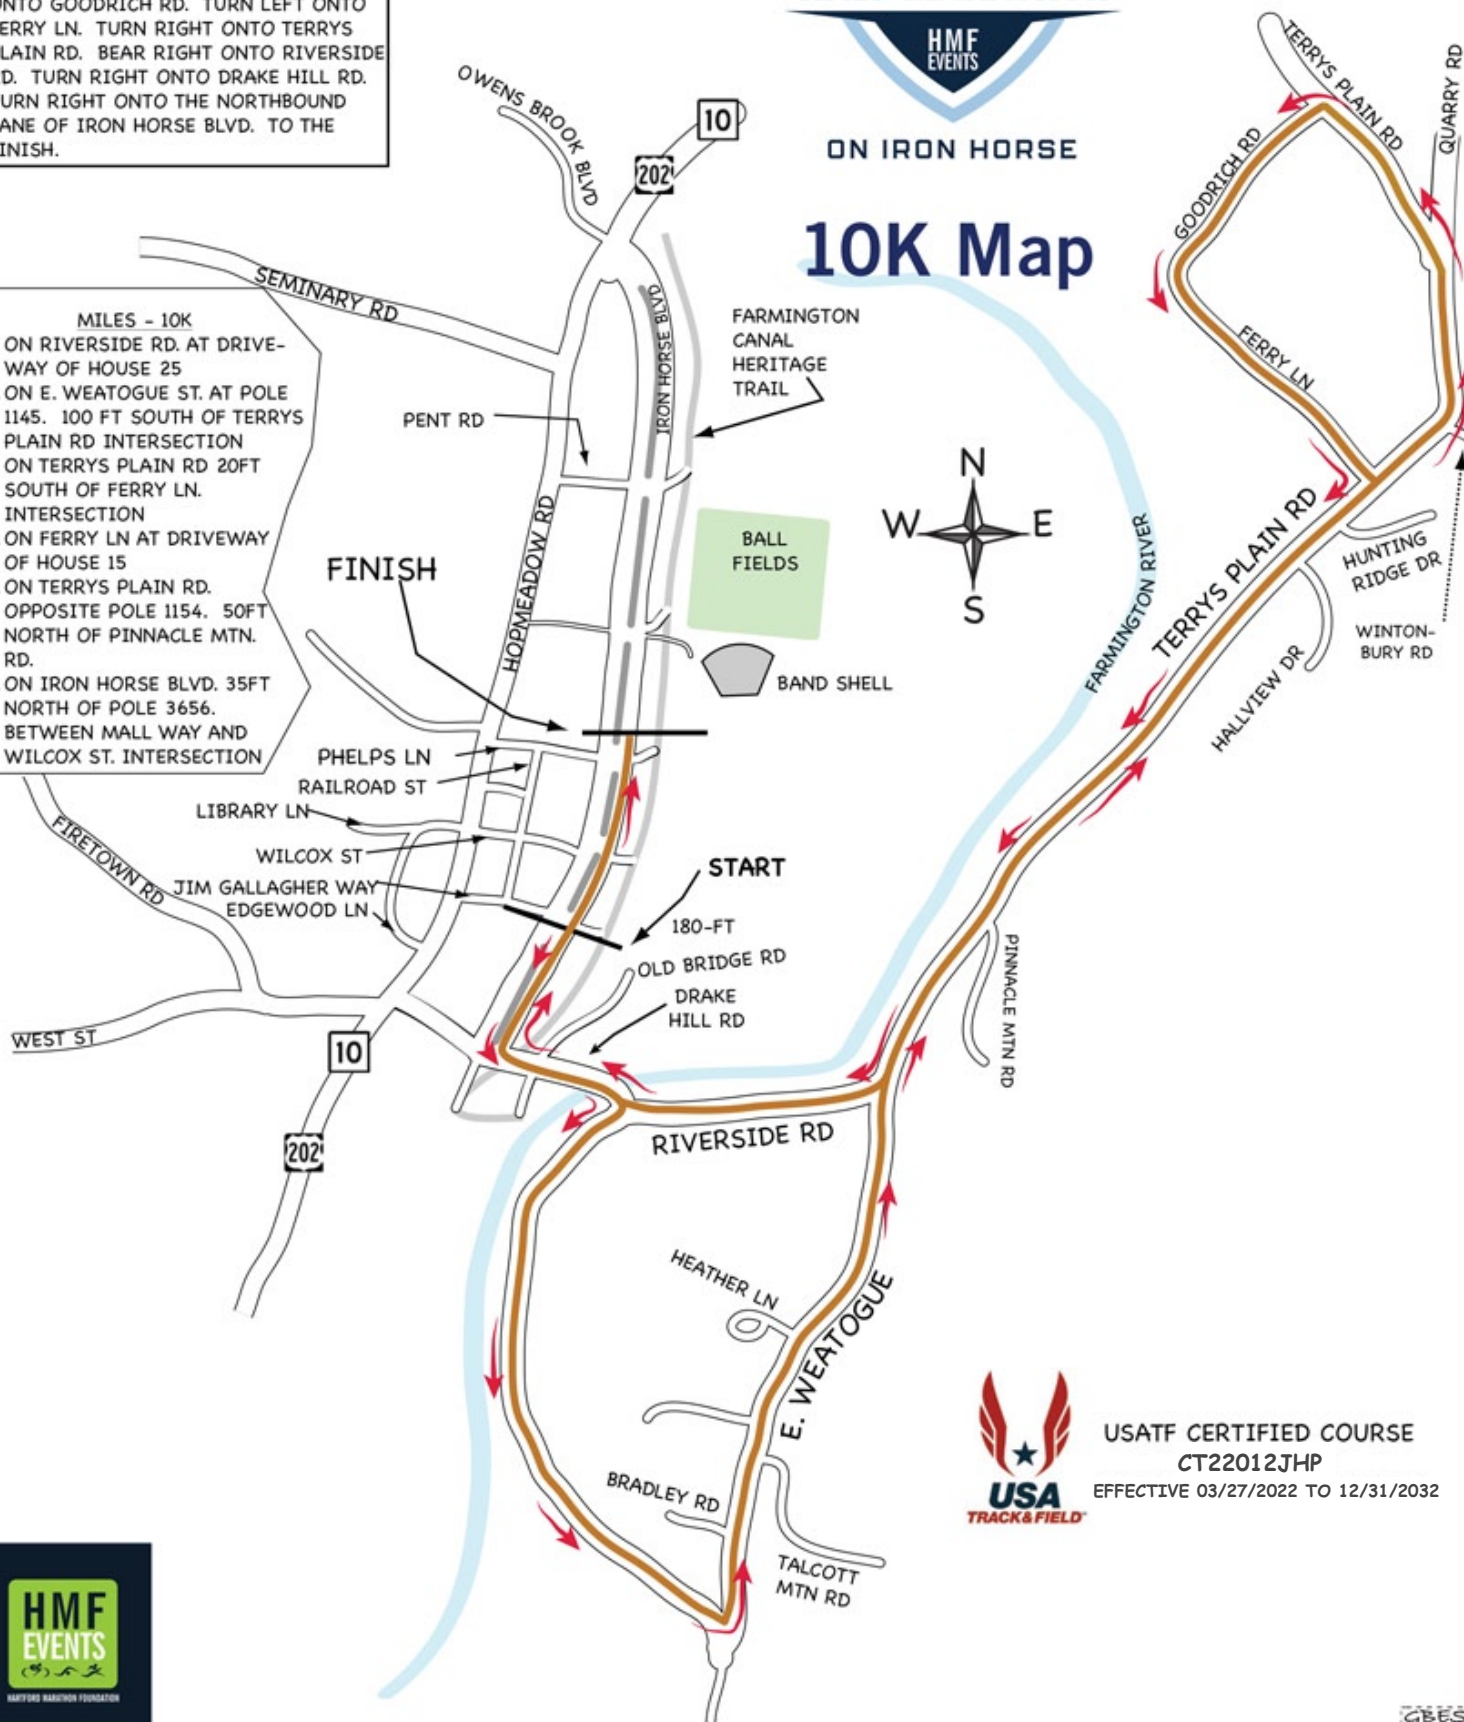 ONTO GOODRICH RD. TURN LEFT ONTO
ERRY LN. TURN RIGHT ONTO TERRYS
LAIN RD. BEAR RIGHT ONTO RIVERSIDE
D. TURN RIGHT ONTO DRAKE HILL RD.
URN RIGHT ONTO THE NORTHBOUND
ANE OF IRON HORSE BLVD. TO THE
INISH.
HMF
EVENTS
ON IRON HORSE
10K Map
OWENS BROOK BLVD
10
202
TERRYS PLAIN RD
QUARRY RD
GOODRICH RD
SEMINARY RD
IRON HORSE BLVD
FARMINGTON
CANAL
HERITAGE
TRAIL
FERRY LN
MILES - 10K
ON RIVERSIDE RD. AT DRIVE-
WAY OF HOUSE 25
ON E. WEATOGUE ST. AT POLE
1145. 100 FT SOUTH OF TERRYS
PLAIN RD INTERSECTION
ON TERRYS PLAIN RD 20FT
SOUTH OF FERRY LN.
INTERSECTION
ON FERRY LN AT DRIVEWAY
OF HOUSE 15
ON TERRYS PLAIN RD.
OPPOSITE POLE 1154. 50FT
NORTH OF PINNACLE MTN.
RD.
ON IRON HORSE BLVD. 35FT
NORTH OF POLE 3656.
BETWEEN MALL WAY AND
WILCOX ST. INTERSECTION
PENT RD
HOPMEADOW RD
FINISH
BALL
FIELDS
BAND SHELL
N
W
E
S
FARMINGTON RIVER
TERRYS PLAIN RD
HUNTING
RIDGE DR
WINTON-
BURY RD
HALLVIEW DR
PHELPS LN
RAILROAD ST
LIBRARY LN
WILCOX ST
JIM GALLAGHER WAY
EDGEWOOD LN
FIRETOWN RD
START
180-FT
OLD BRIDGE RD
DRAKE
HILL RD
PINNACLE MTN RD
WEST ST
10
202
RIVERSIDE RD
HEATHER LN
E. WEATOGUE
BRADLEY RD
TALCOTT
MTN RD
USA
TRACK&FIELD
USATF CERTIFIED COURSE
CT22012JHP
EFFECTIVE 03/27/2022 TO 12/31/2032
HMF
EVENTS
HARTFORD MARATHON FOUNDATION
GBES